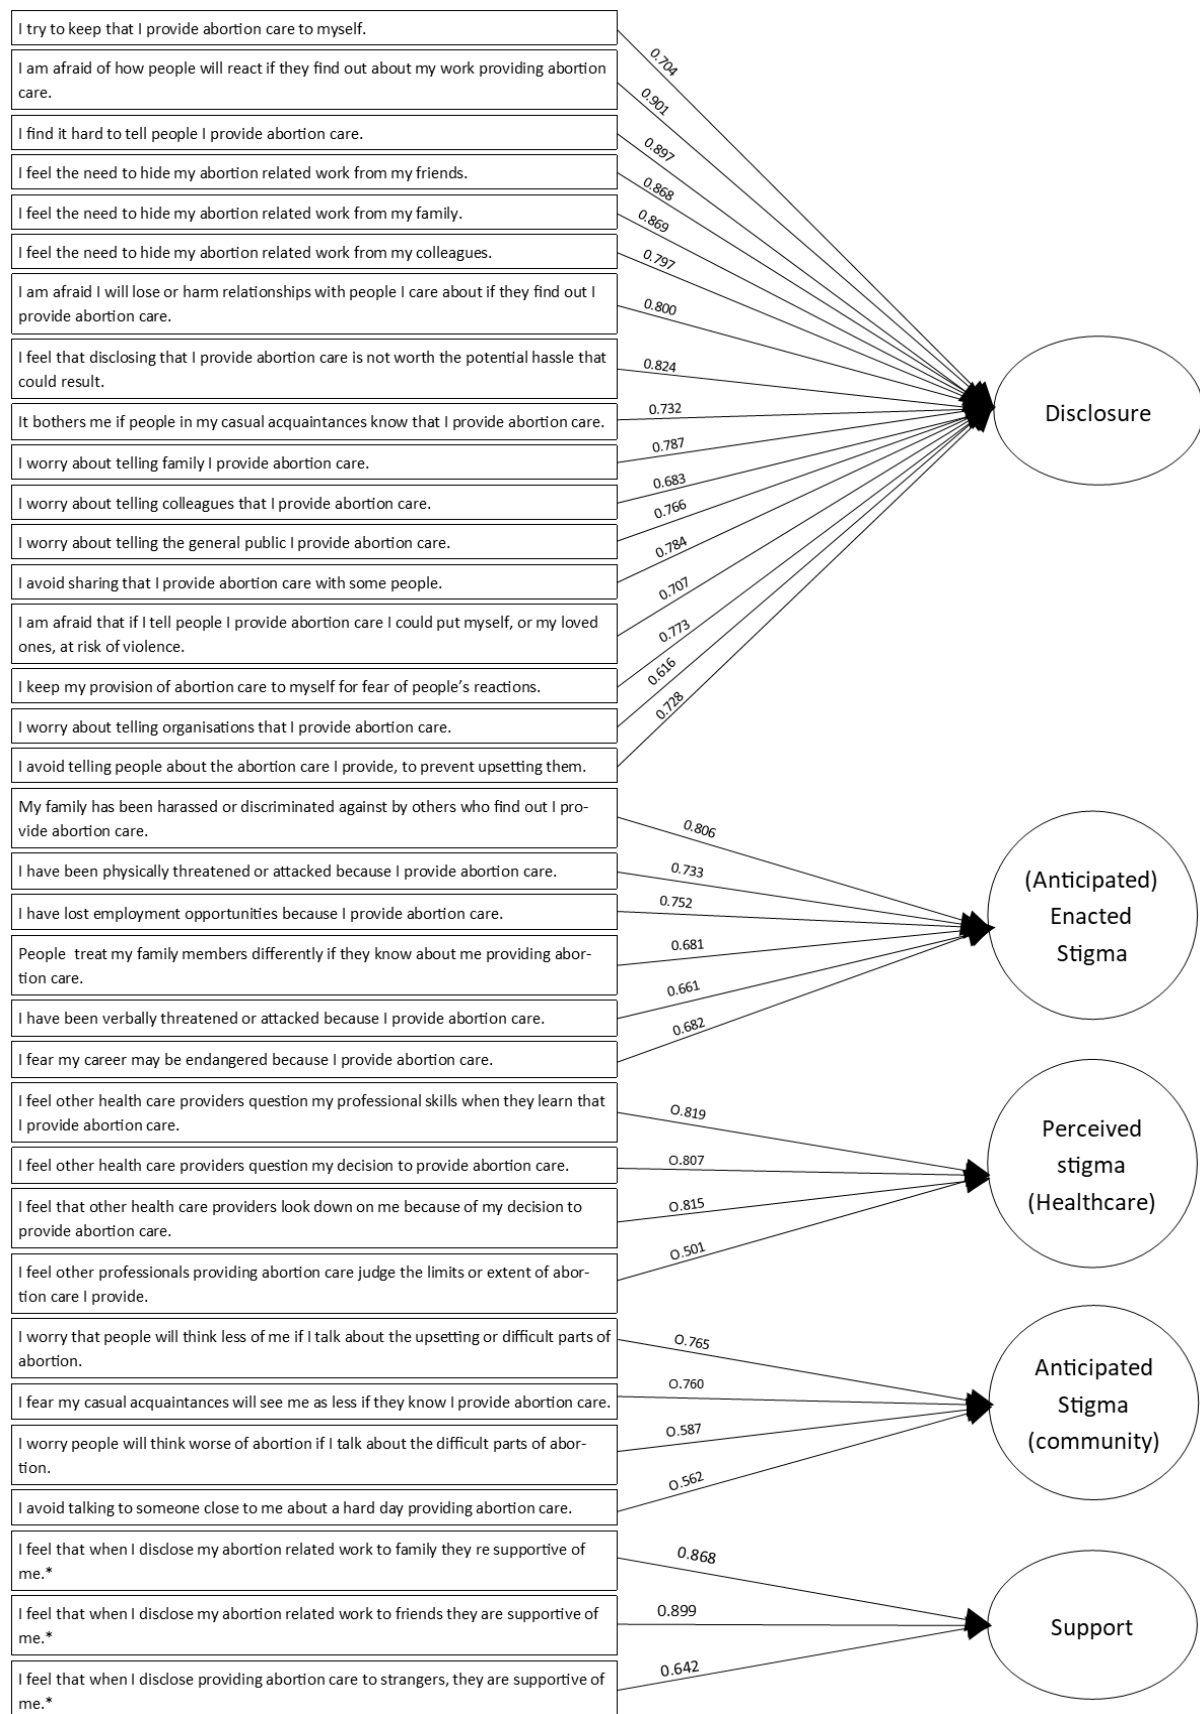 I try to keep that I provide abortion care to myself.
0.704
I am afraid of how people will react if they find out about my work providing abortion
care.
0.901
I find it hard to tell people I provide abortion care.
0.897
I feel the need to hide my abortion related work from my friends.
0.868
I feel the need to hide my abortion related work from my family.
0.869
I feel the need to hide my abortion related work from my colleagues.
0.797
I am afraid I will lose or harm relationships with people I care about if they find out I
provide abortion care.
0.800
I feel that disclosing that I provide abortion care is not worth the potential hassle that
could result.
0.824
It bothers me if people in my casual acquaintances know that I provide abortion care.
0.732
I worry about telling family I provide abortion care.
0.787
I worry about telling colleagues that I provide abortion care.
0.683
I worry about telling the general public I provide abortion care.
0.766
I avoid sharing that I provide abortion care with some people.
0.784
I am afraid that if I tell people I provide abortion care I could put myself, or my loved
ones, at risk of violence.
0.707
I keep my provision of abortion care to myself for fear of people’s reactions.
0.773
I worry about telling organisations that I provide abortion care.
0.616
I avoid telling people about the abortion care I provide, to prevent upsetting them.
0.728
Disclosure
My family has been harassed or discriminated against by others who find out I pro-
vide abortion care.
0.806
I have been physically threatened or attacked because I provide abortion care.
0.733
I have lost employment opportunities because I provide abortion care.
0.752
People  treat my family members differently if they know about me providing abor-
tion care.
0.681
I have been verbally threatened or attacked because I provide abortion care.
0.661
I fear my career may be endangered because I provide abortion care.
0.682
(Anticipated)
Enacted
Stigma
I feel other health care providers question my professional skills when they learn that
I provide abortion care.
O.819
I feel other health care providers question my decision to provide abortion care.
O.807
I feel that other health care providers look down on me because of my decision to
provide abortion care.
O.815
I feel other professionals providing abortion care judge the limits or extent of abor-
tion care I provide.
O.501
Perceived
stigma
(Healthcare)
I worry that people will think less of me if I talk about the upsetting or difficult parts of
abortion.
O.765
I fear my casual acquaintances will see me as less if they know I provide abortion care.
O.760
I worry people will think worse of abortion if I talk about the difficult parts of abor-
tion.
O.587
I avoid talking to someone close to me about a hard day providing abortion care.
O.562
Anticipated
Stigma
(community)
I feel that when I disclose my abortion related work to family they re supportive of
me.*
0.868
I feel that when I disclose my abortion related work to friends they are supportive of
me.*
0.899
I feel that when I disclose providing abortion care to strangers, they are supportive of
me.*
0.642
Support